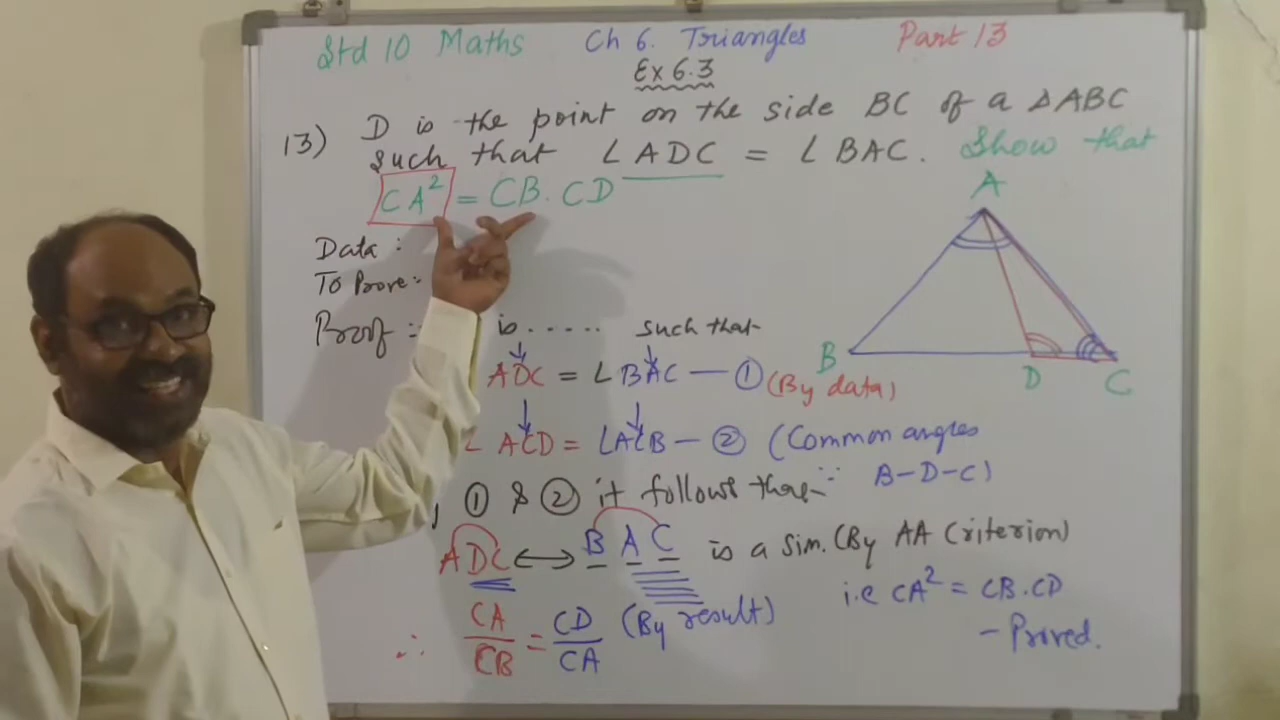 Std 10 Maths Ch 6. Triangles Part 13
Ex 6.3
13) D is the point on the side BC of a △ABC
such that ∠ADC = ∠BAC. Show that
CA² = CB.CD
Data:
To Prove:
Proof: is ..... such that
ADC = ∠BAC — ① (By data)
∠ACD = ∠ACB — ② (Common angles
∵ B-D-C)
, ① & ② it follows that
ADC ↔ BAC is a sim. (By AA Criterion)
∴ CA/CB = CD/CA (By result)
i.e CA² = CB.CD
- Proved.
A
B
D
C